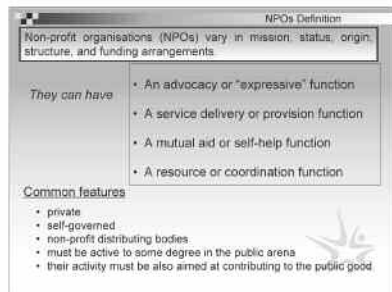 NPOs Definition
Non-profit organisations (NPOs) vary in mission, status, origin,
structure, and funding arrangements.
They can have
• An advocacy or "expressive" function
• A service delivery or provision function
• A mutual aid or self-help function
• A resource or coordination function
Common features
• private
• self-governed
• non-profit distributing bodies
• must be active to some degree in the public arena
• their activity must be also aimed at contributing to the public good